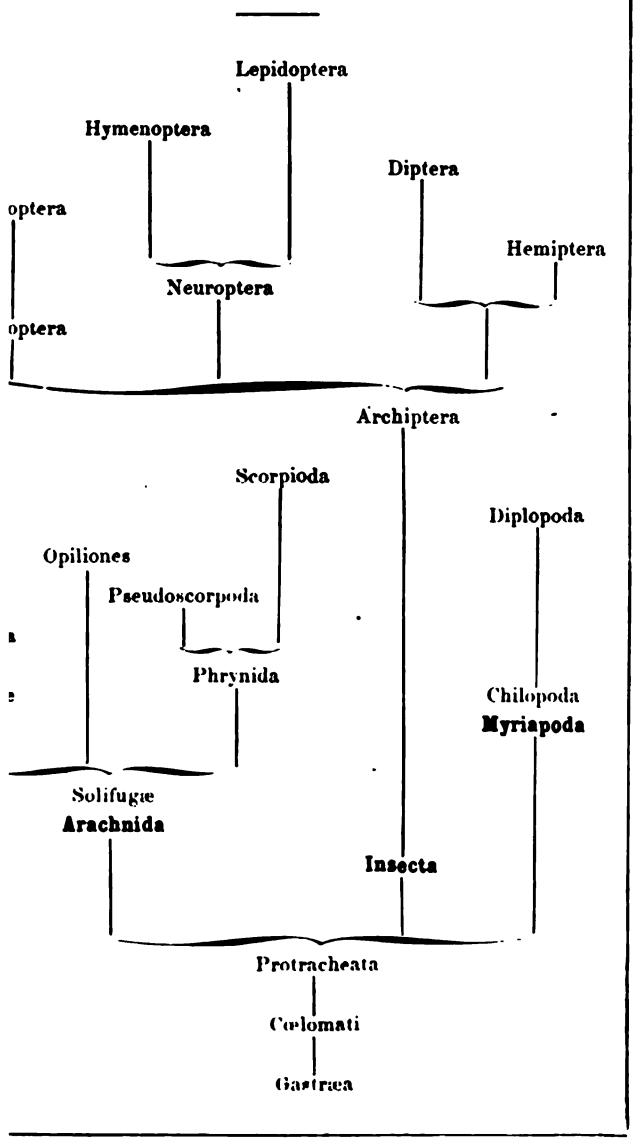 Lepidoptera
Hymenoptera
Diptera
optera
Hemiptera
Neuroptera
optera
Archiptera
Scorpioda
Diplopoda
Opiliones
Pseudoscorpoda
a
Phrynida
e
Chilopoda
Myriapoda
Solifugæ
Arachnida
Insecta
Protracheata
Cœlomati
Gastræa